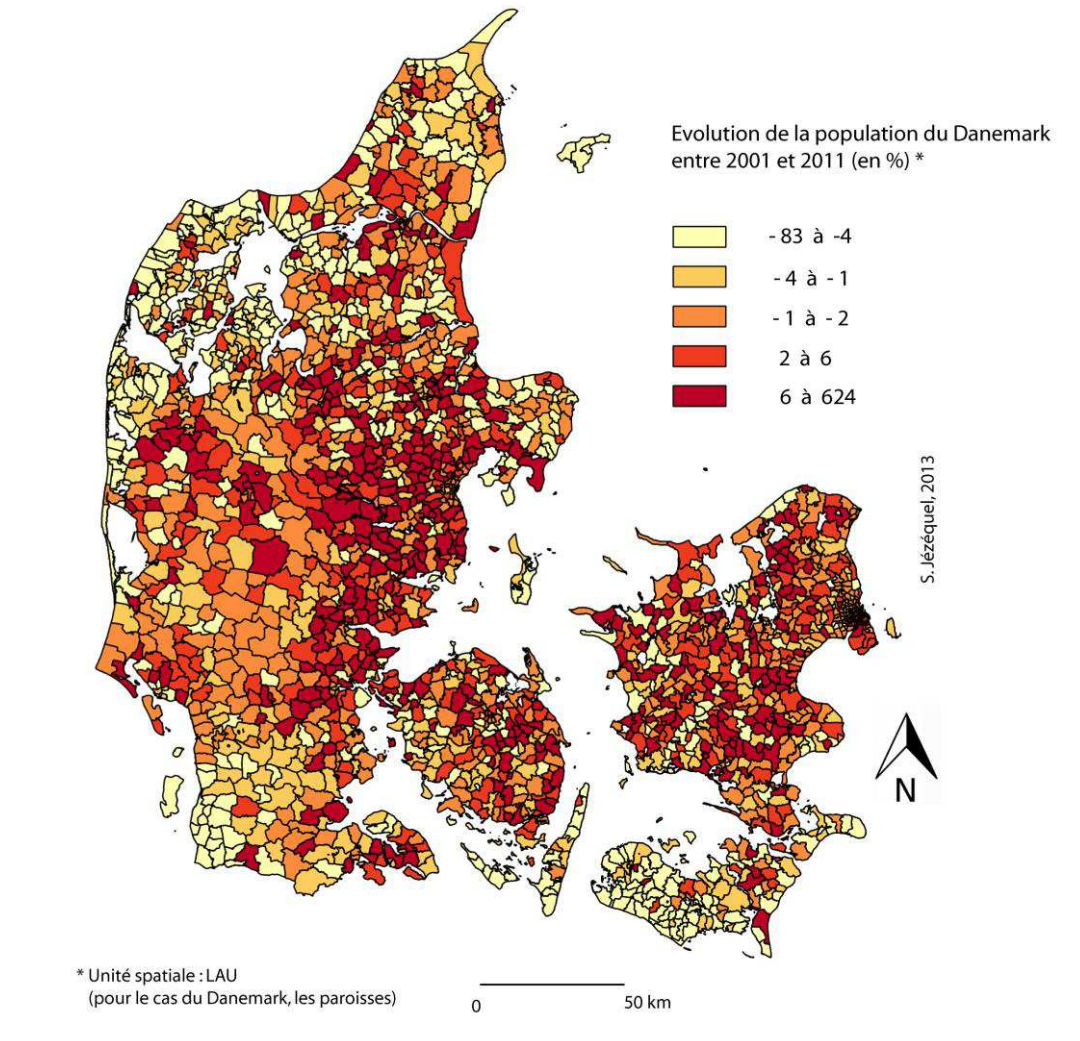 Evolution de la population du Danemark
entre 2001 et 2011 (en %) *
- 83 à -4
- 4 à -1
- 1 à - 2
2 à 6
6 à 624
S. Jézéquel, 2013
N
* Unité spatiale : LAU
(pour le cas du Danemark, les paroisses)
0 50 km